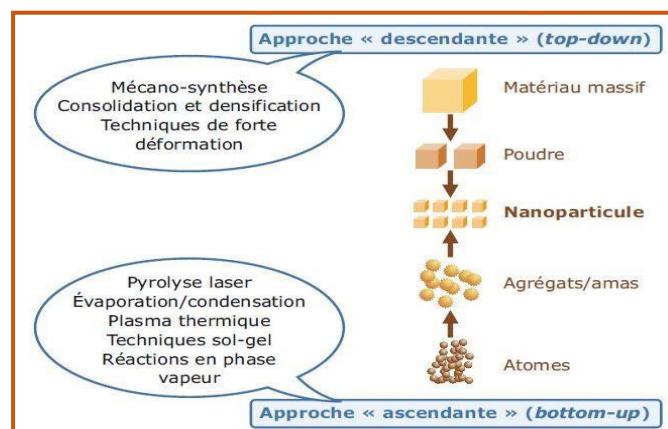 Approche « descendante » (top-down)
Mécano-synthèse
Consolidation et densification
Techniques de forte
déformation
Matériau massif
Poudre
Nanoparticule
Agrégats/amas
Atomes
Pyrolyse laser
Évaporation/condensation
Plasma thermique
Techniques sol-gel
Réactions en phase
vapeur
Approche « ascendante » (bottom-up)